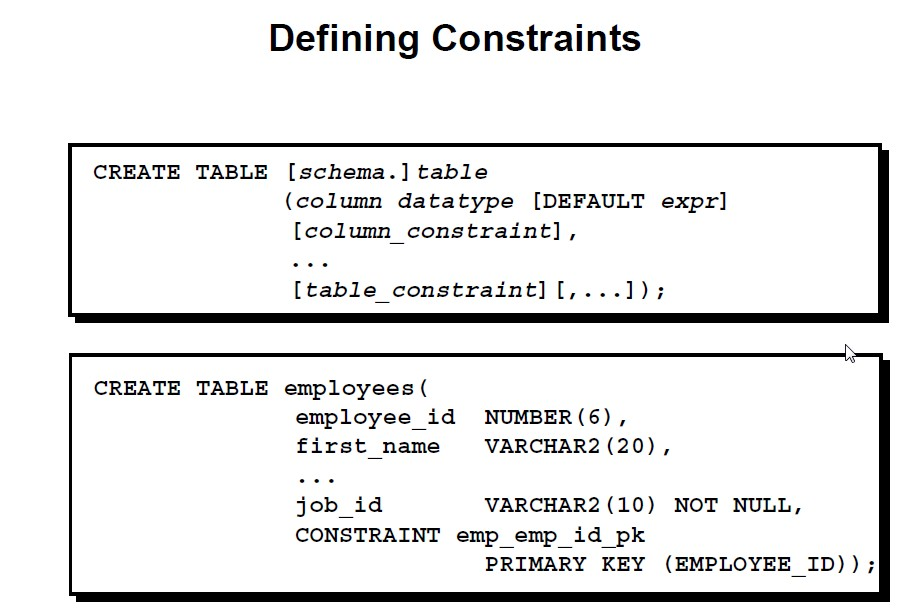 Defining Constraints
CREATE TABLE [schema.]table
(column datatype [DEFAULT expr]
[column_constraint],
...
[table_constraint][,...]);
CREATE TABLE employees(
employee_id NUMBER(6),
first_name VARCHAR2(20),
...
job_id VARCHAR2(10) NOT NULL,
CONSTRAINT emp_emp_id_pk
PRIMARY KEY (EMPLOYEE_ID));